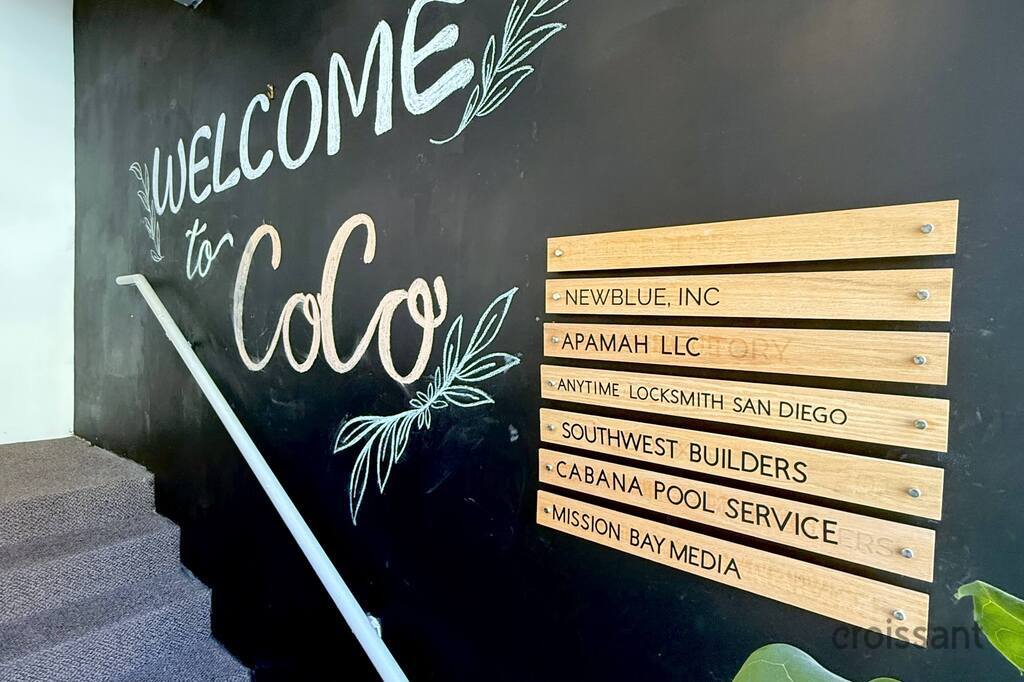 WELCOME
to
CoCo
NEWBLUE, INC
APAMAH LLC
ANYTIME LOCKSMITH SAN DIEGO
SOUTHWEST BUILDERS
CABANA POOL SERVICE
MISSION BAY MEDIA
croissant